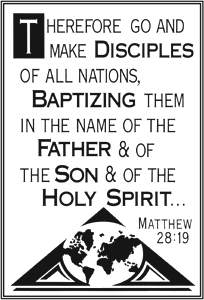 THEREFORE GO AND
MAKE DISCIPLES
OF ALL NATIONS,
BAPTIZING THEM
IN THE NAME OF THE
FATHER & OF
THE SON & OF THE
HOLY SPIRIT...
MATTHEW
28:19